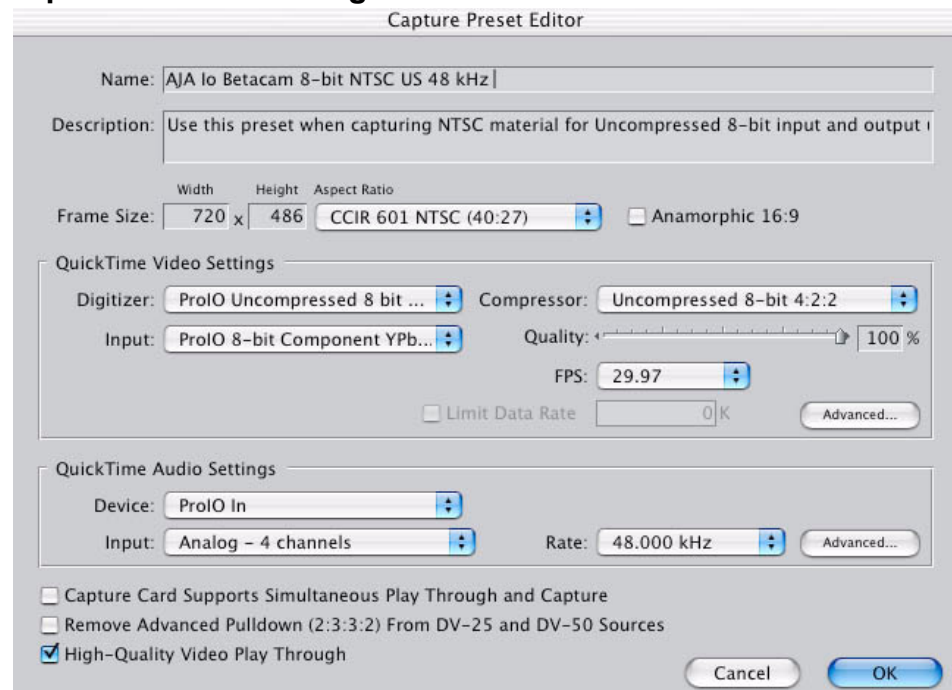 Capture Preset Editor
Name: AJA Io Betacam 8-bit NTSC US 48 kHz
Description: Use this preset when capturing NTSC material for Uncompressed 8-bit input and output
Width Height Aspect Ratio
Frame Size: 720 x 486 CCIR 601 NTSC (40:27) Anamorphic 16:9
QuickTime Video Settings
Digitizer: ProIO Uncompressed 8 bit ... Compressor: Uncompressed 8-bit 4:2:2
Input: ProIO 8-bit Component YPb... Quality: 100 %
FPS: 29.97
Limit Data Rate 0 K Advanced...
QuickTime Audio Settings
Device: ProIO In
Input: Analog - 4 channels Rate: 48.000 kHz Advanced...
Capture Card Supports Simultaneous Play Through and Capture
Remove Advanced Pulldown (2:3:3:2) From DV-25 and DV-50 Sources
High-Quality Video Play Through
Cancel OK